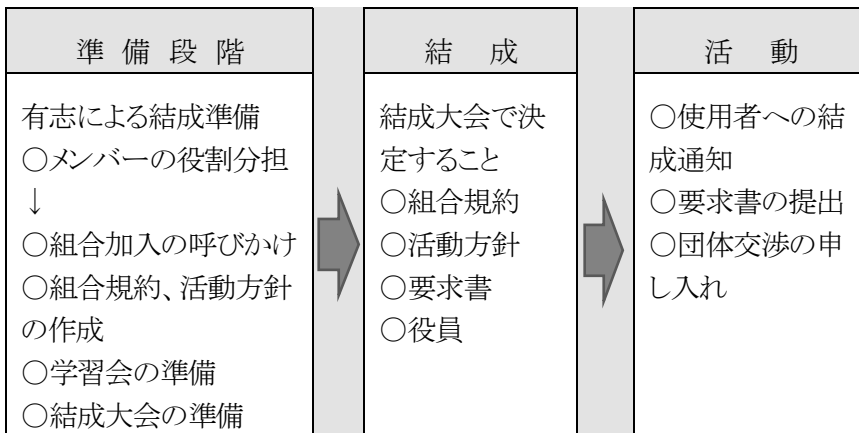 準備段階
有志による結成準備
○メンバーの役割分担
↓
○組合加入の呼びかけ
○組合規約、活動方針
の作成
○学習会の準備
○結成大会の準備
結成
結成大会で決
定すること
○組合規約
○活動方針
○要求書
○役員
活動
○使用者への結
成通知
○要求書の提出
○団体交渉の申
し入れ